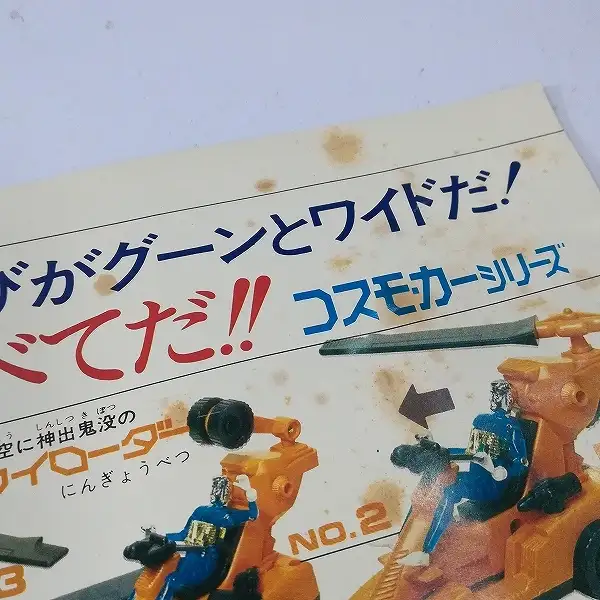 びがグーンとワイドだ!
べてだ!! コスモ・カーシリーズ
空に神出鬼没の
しんしつきぼつ
イローダー
にんぎょうべつ
NO.2
3